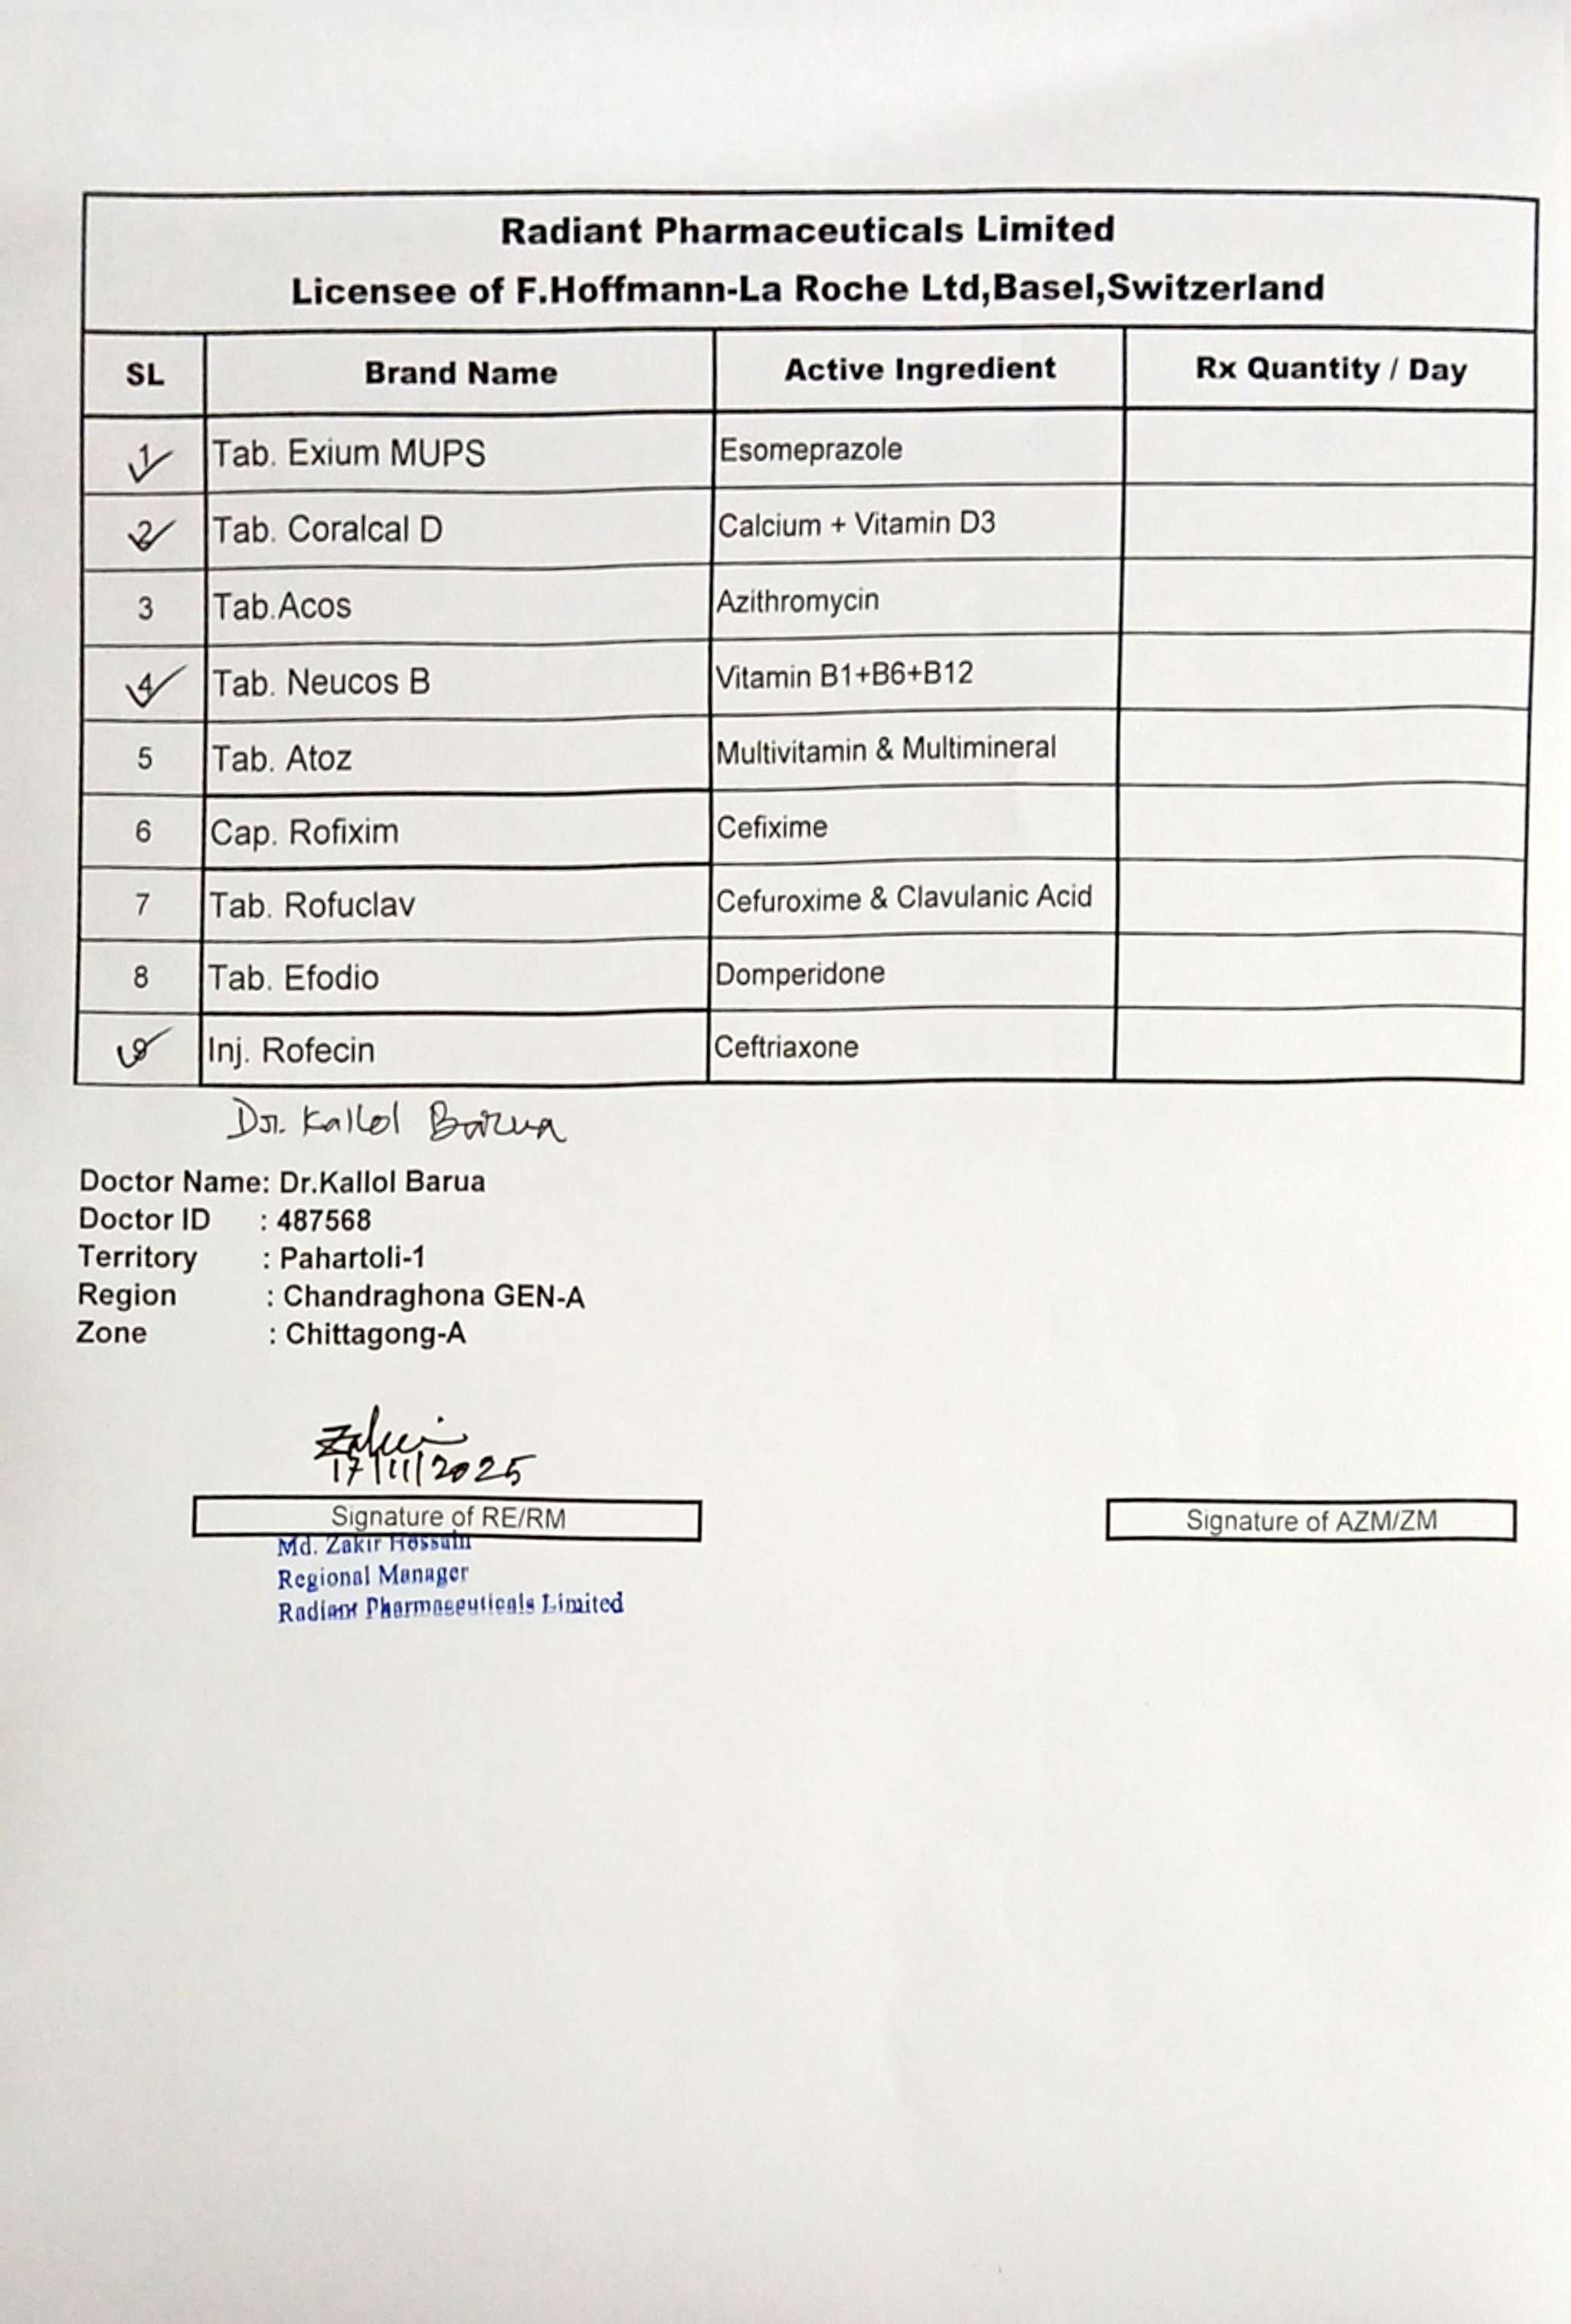 Radiant Pharmaceuticals Limited
Licensee of F.Hoffmann-La Roche Ltd,Basel,Switzerland
SL Brand Name Active Ingredient Rx Quantity / Day
1 Tab. Exium MUPS Esomeprazole
2 Tab. Coralcal D Calcium + Vitamin D3
3 Tab.Acos Azithromycin
4 Tab. Neucos B Vitamin B1+B6+B12
5 Tab. Atoz Multivitamin & Multimineral
6 Cap. Rofixim Cefixime
7 Tab. Rofuclav Cefuroxime & Clavulanic Acid
8 Tab. Efodio Domperidone
9 Inj. Rofecin Ceftriaxone
Dr. Kallol Barua
Doctor Name: Dr.Kallol Barua
Doctor ID : 487568
Territory : Pahartoli-1
Region : Chandraghona GEN-A
Zone : Chittagong-A
17/11/2025
Signature of RE/RM Signature of AZM/ZM
Md. Zakir Hossain
Regional Manager
Radiant Pharmaceuticals Limited